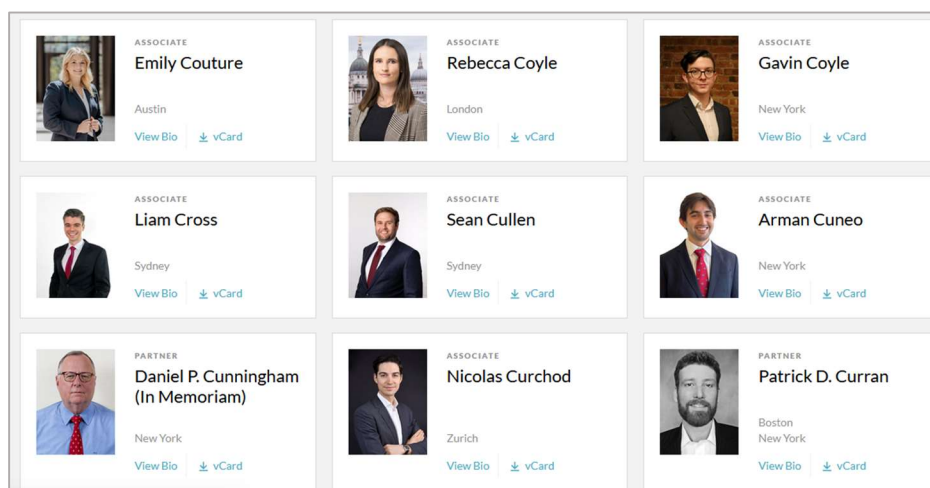 ASSOCIATE
Emily Couture
Austin
View Bio vCard
ASSOCIATE
Rebecca Coyle
London
View Bio vCard
ASSOCIATE
Gavin Coyle
New York
View Bio vCard
ASSOCIATE
Liam Cross
Sydney
View Bio vCard
ASSOCIATE
Sean Cullen
Sydney
View Bio vCard
ASSOCIATE
Arman Cuneo
New York
View Bio vCard
PARTNER
Daniel P. Cunningham
(In Memoriam)
New York
View Bio vCard
ASSOCIATE
Nicolas Curchod
Zurich
View Bio vCard
PARTNER
Patrick D. Curran
Boston
New York
View Bio vCard